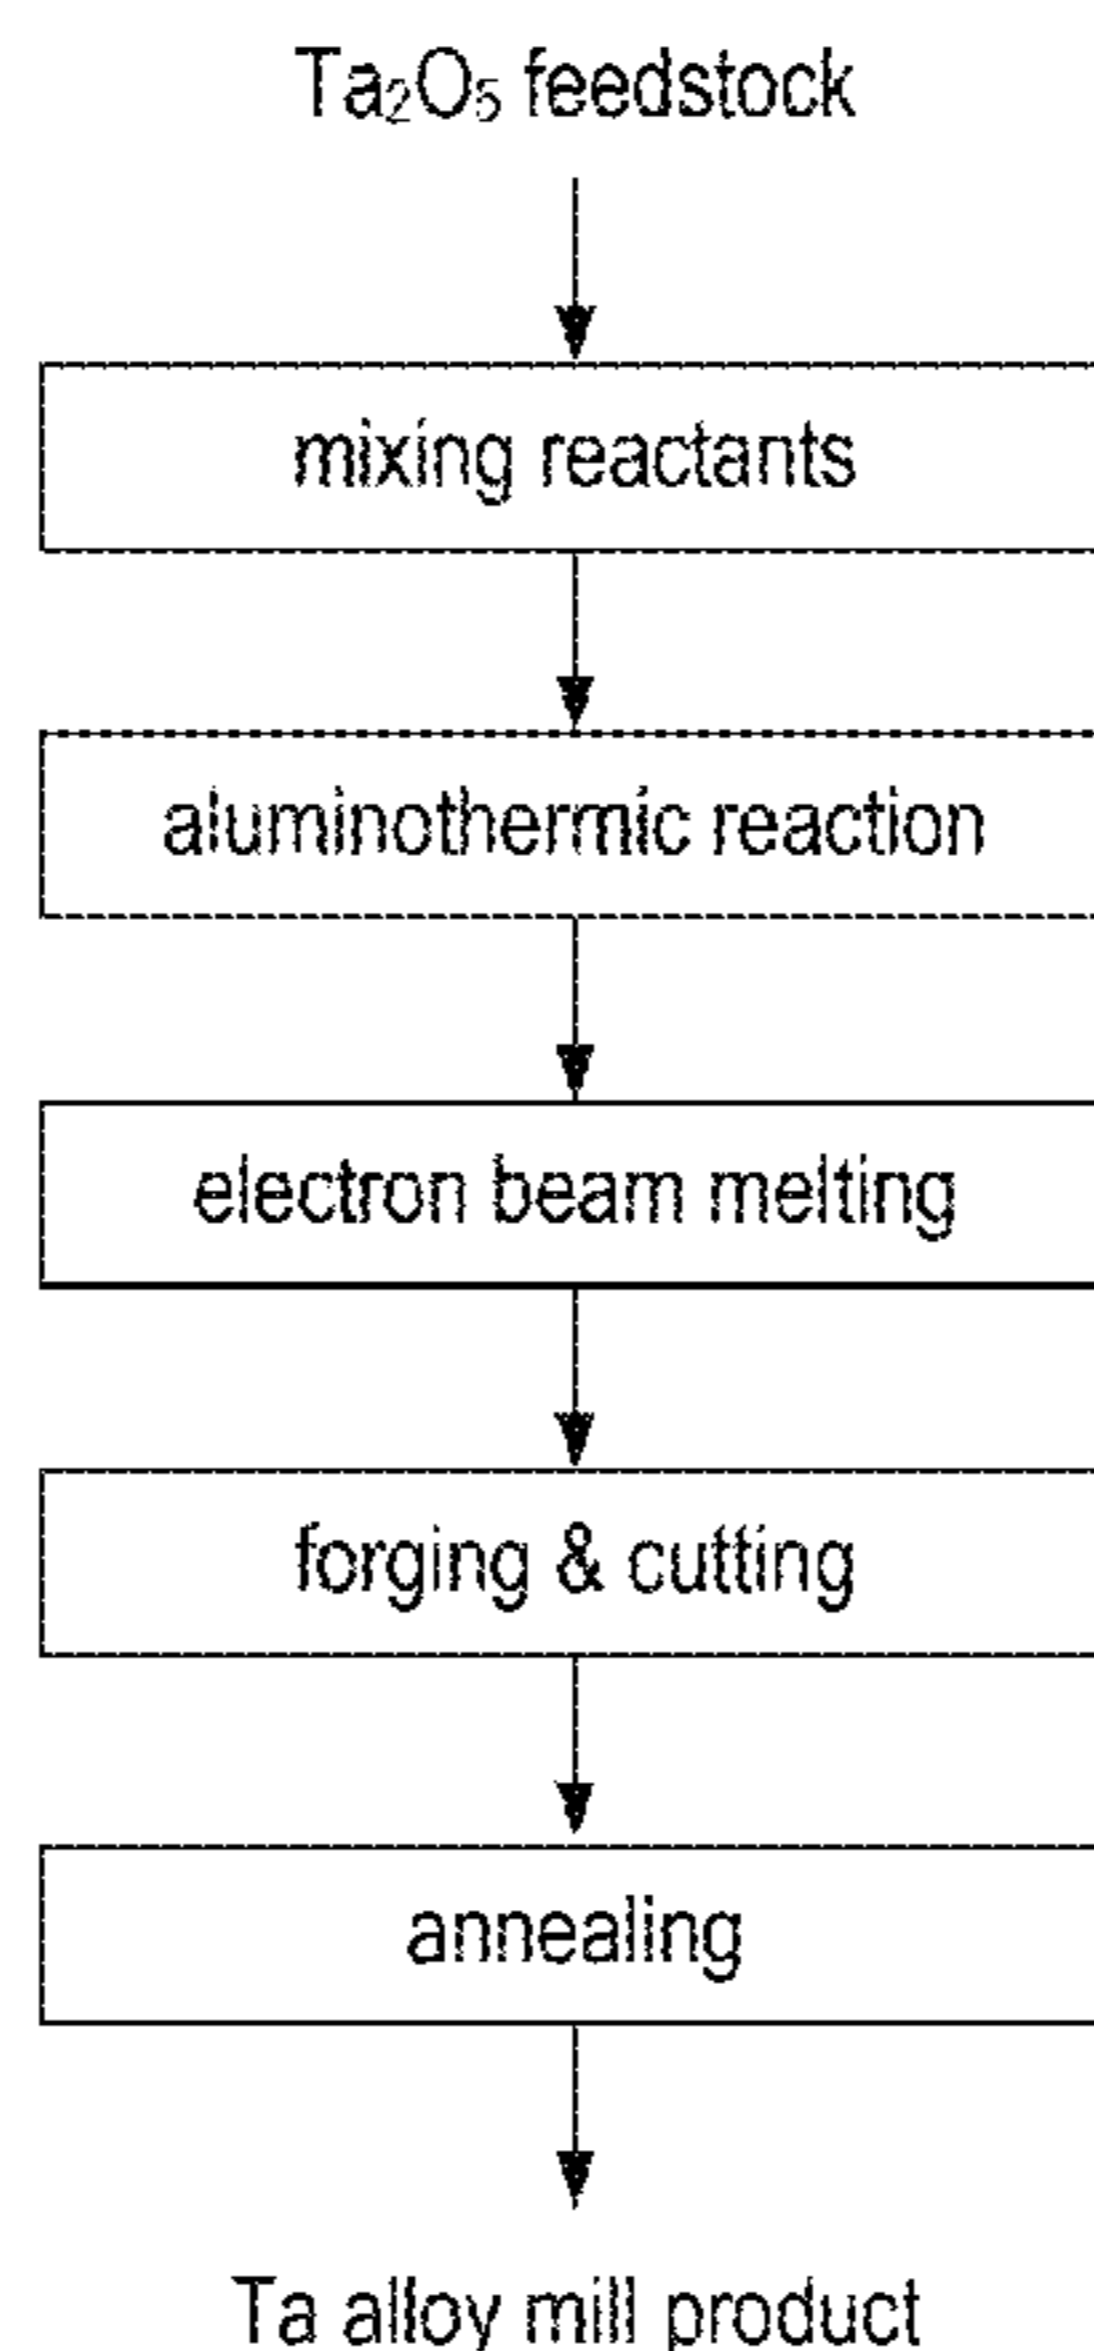 Ta₂O₅ feedstock
mixing reactants
aluminothermic reaction
electron beam melting
forging & cutting
annealing
Ta alloy mill product